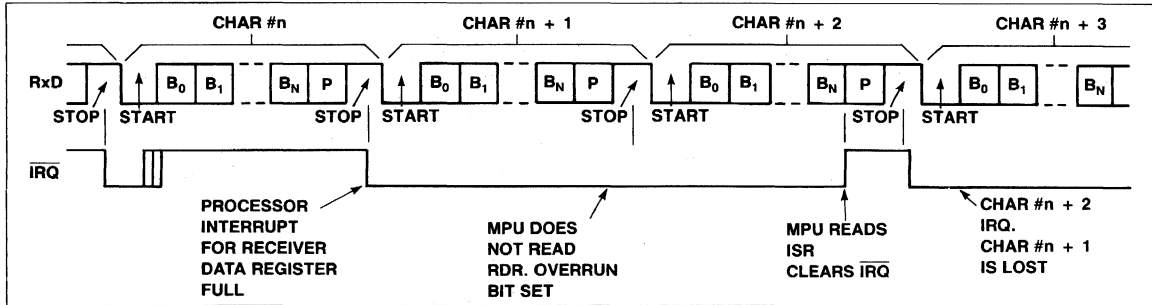 CHAR #n CHAR #n + 1 CHAR #n + 2 CHAR #n + 3
RxD B0 B1 BN P B0 B1 BN P B0 B1 BN P B0 B1 BN
STOP START STOP START STOP START STOP START
IRQ
PROCESSOR
INTERRUPT
FOR RECEIVER
DATA REGISTER
FULL
MPU DOES
NOT READ
RDR. OVERRUN
BIT SET
MPU READS
ISR
CLEARS IRQ
CHAR #n + 2
IRQ.
CHAR #n + 1
IS LOST